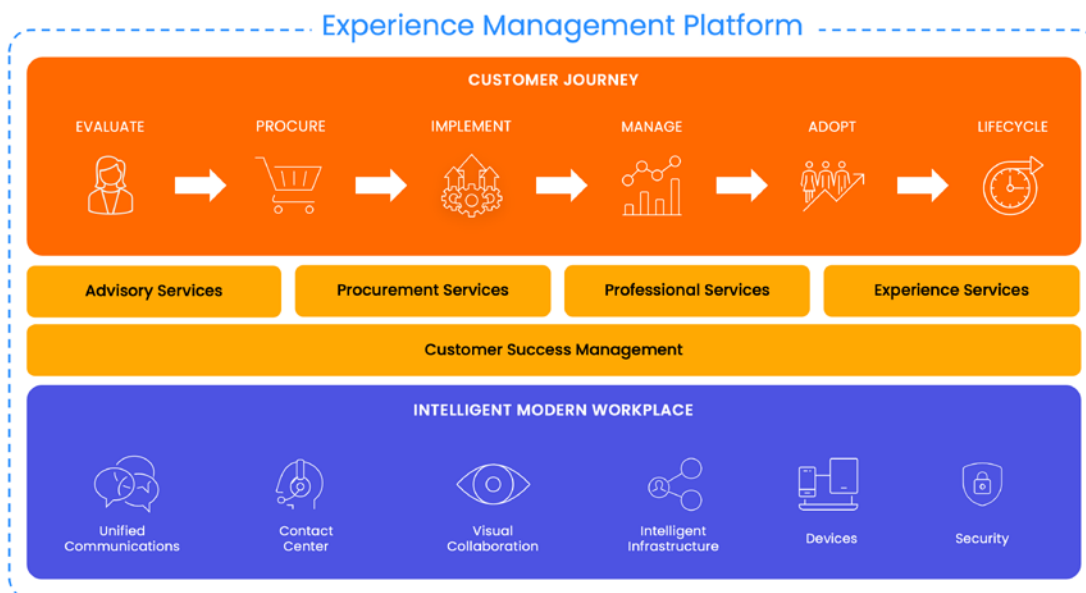 Experience Management Platform
CUSTOMER JOURNEY
EVALUATE
PROCURE
IMPLEMENT
MANAGE
ADOPT
LIFECYCLE
Advisory Services
Procurement Services
Professional Services
Experience Services
Customer Success Management
INTELLIGENT MODERN WORKPLACE
Unified
Communications
Contact
Center
Visual
Collaboration
Intelligent
Infrastructure
Devices
Security